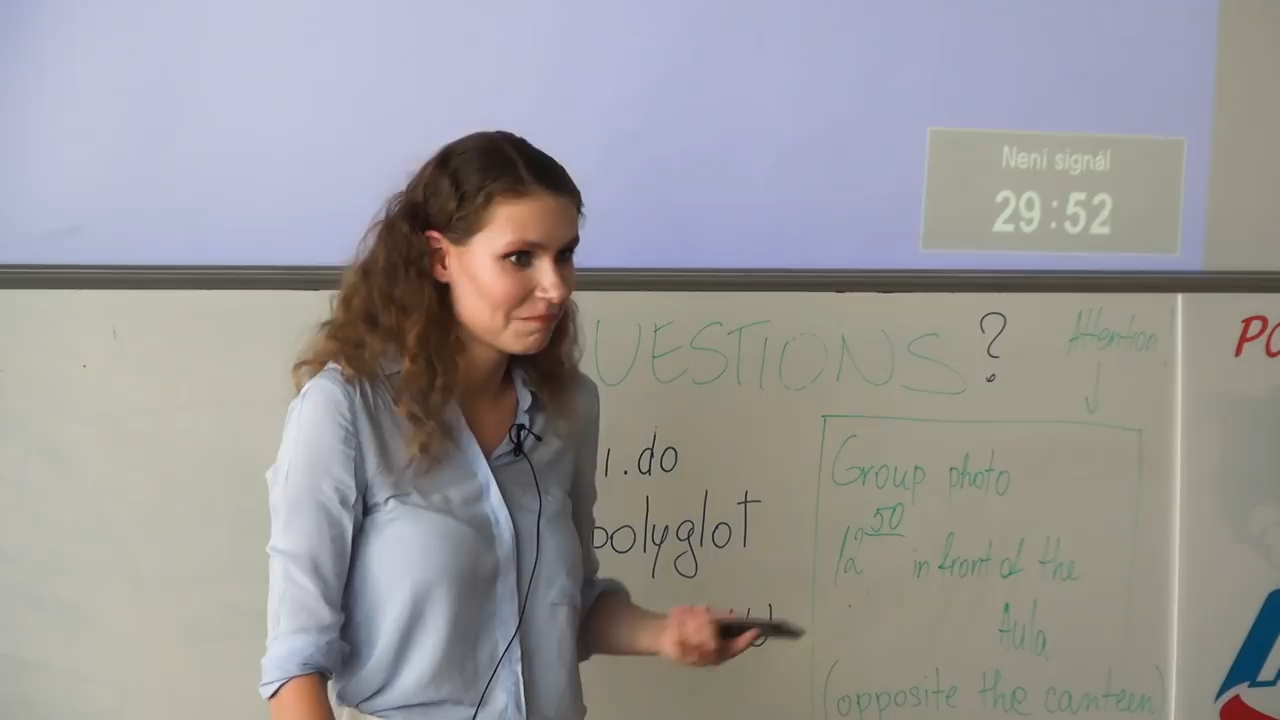 Není signál
29:52
UESTIONS?
Attention!
i.do
polyglot
Group photo
12 50 in front of the
Aula
(opposite the canteen)
PO